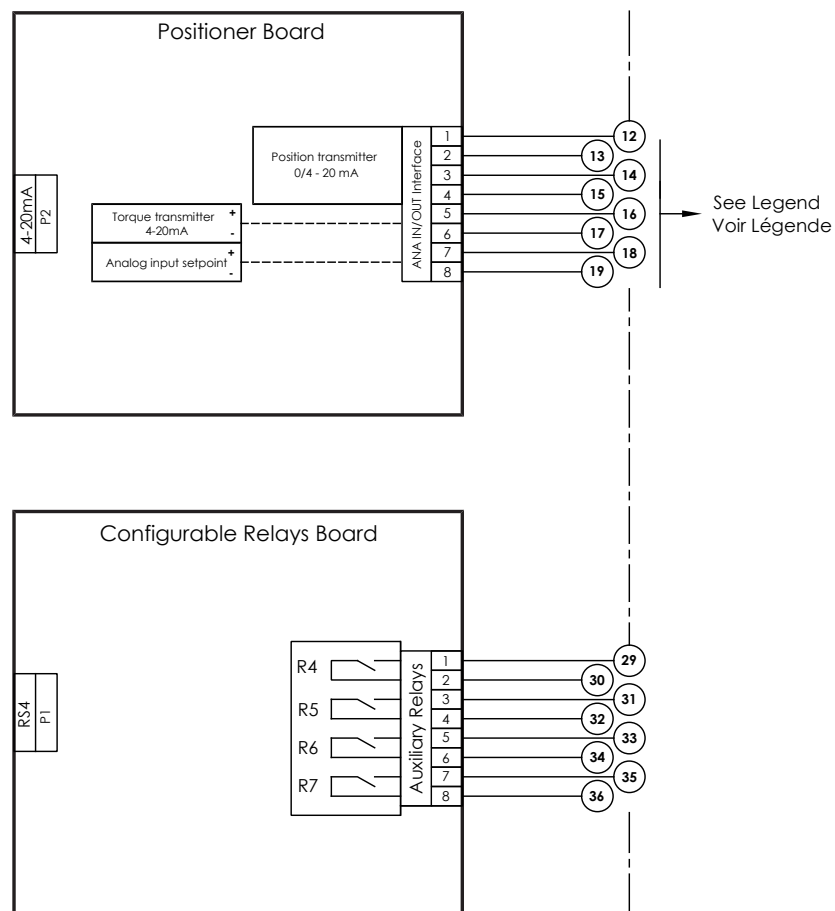 Positioner Board
4-20mA
P2
Position transmitter
0/4 - 20 mA
Torque transmitter
4-20mA
+
-
Analog input setpoint
+
-
ANA IN/OUT Interface
1
2
3
4
5
6
7
8
12
13
14
15
16
17
18
19
See Legend
Voir Légende
Configurable Relays Board
RS4
P1
R4
R5
R6
R7
Auxiliary Relays
1
2
3
4
5
6
7
8
29
30
31
32
33
34
35
36